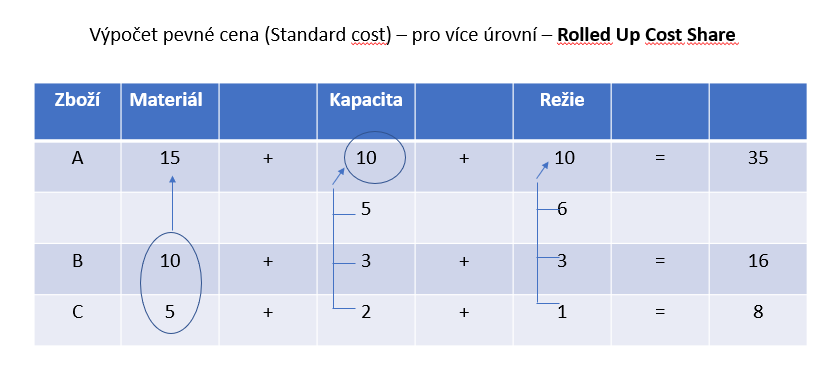 Výpočet pevné cena (Standard cost) – pro více úrovní – Rolled Up Cost Share
Zboží Materiál Kapacita Režie
A 15 + 10 + 10 = 35
5 6
B 10 + 3 + 3 = 16
C 5 + 2 + 1 = 8